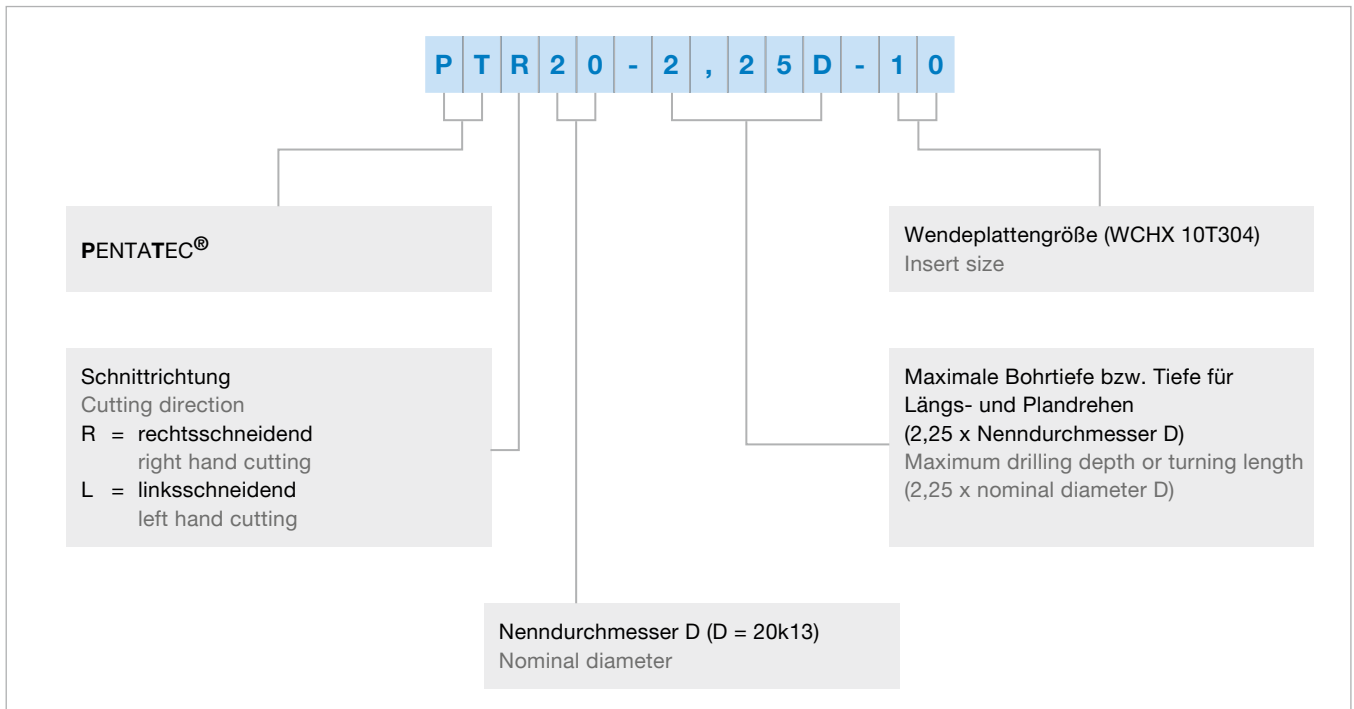 PTR20-2,25D-10
PENTATEC®
Wendeplattengröße (WCHX 10T304)
Insert size
Schnittrichtung
Cutting direction
R = rechtsschneidend
right hand cutting
L = linksschneidend
left hand cutting
Maximale Bohrtiefe bzw. Tiefe für
Längs- und Plandrehen
(2,25 x Nenndurchmesser D)
Maximum drilling depth or turning length
(2,25 x nominal diameter D)
Nenndurchmesser D (D = 20k13)
Nominal diameter